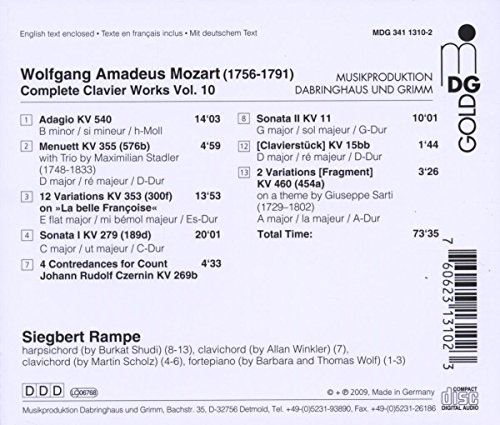 English text enclosed • Texte en français inclus • Mit deutschem Text
MDG 341 1310-2
Wolfgang Amadeus Mozart (1756-1791)
Complete Clavier Works Vol. 10
MUSIKPRODUKTION
DABRINGHAUS UND GRIMM
mDG
GOLD
1 Adagio KV 540 14'03
B minor / si mineur / h-Moll
2 Menuett KV 355 (576b) 4'59
with Trio by Maximilian Stadler
(1748-1833)
D major / ré majeur / D-Dur
3 12 Variations KV 353 (300f) 13'53
on »La belle Françoise«
E flat major / mi bémol majeur / Es-Dur
4 Sonata I KV 279 (189d) 20'01
C major / ut majeur / C-Dur
7 4 Contredances for Count 4'33
Johann Rudolf Czernin KV 269b
8 Sonata II KV 11 10'01
G major / sol majeur / G-Dur
12 [Clavierstück] KV 15bb 1'44
D major / ré majeur / D-Dur
13 2 Variations [Fragment] 3'26
KV 460 (454a)
on a theme by Giuseppe Sarti
(1729–1802)
A major / la majeur / A-Dur
Total Time: 73'35
7 60623 13102 3
Siegbert Rampe
harpsichord (by Burkat Shudi) (8-13), clavichord (by Allan Winkler) (7),
clavichord (by Martin Scholz) (4-6), fortepiano (by Barbara and Thomas Wolf) (1-3)
DDD
LC 06768
© + ℗ 2009, Made in Germany
COMPACT
disc
DIGITAL AUDIO
Musikproduktion Dabringhaus und Grimm, Bachstr. 35, D-32756 Detmold, Tel. +49-(0)5231-93890, Fax: +49-(0)5231-26186